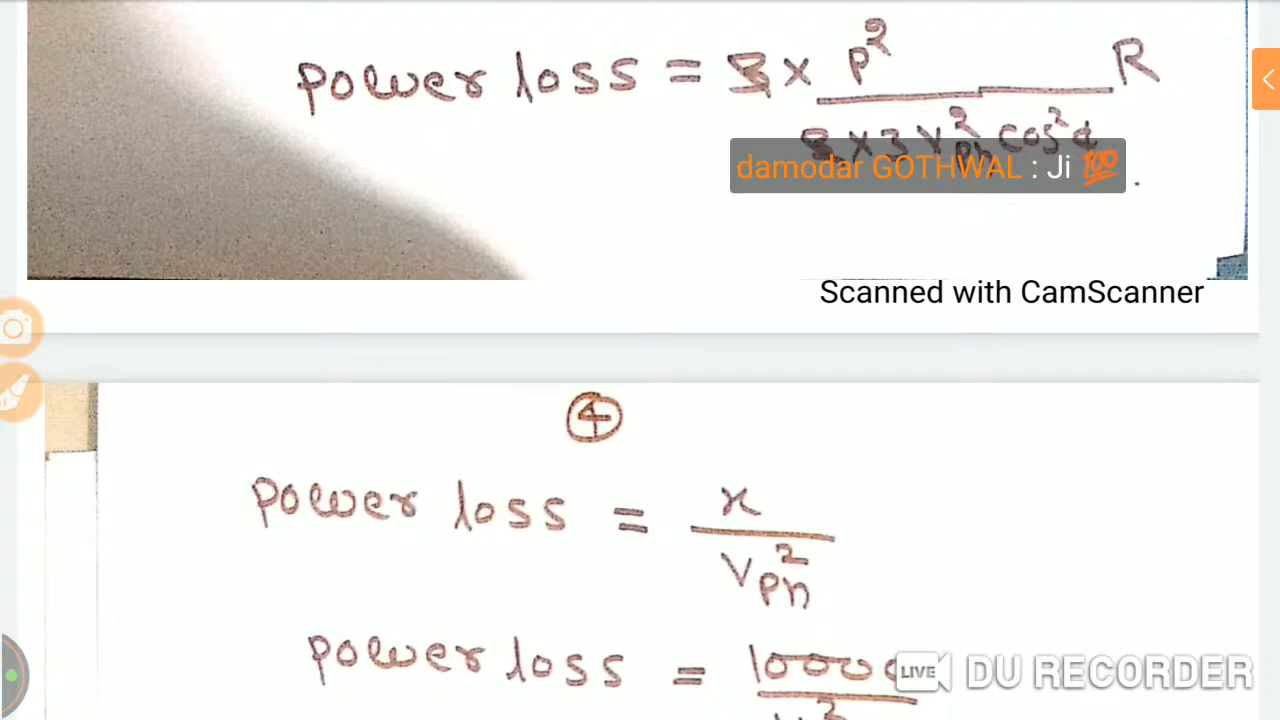 power loss = 3 × P² R
3 × 3 V²ph cos²φ
damodar GOTHWAL : Ji 💯
Scanned with CamScanner
4
power loss = x
V²ph
power loss = 1000
LIVE DU RECORDER